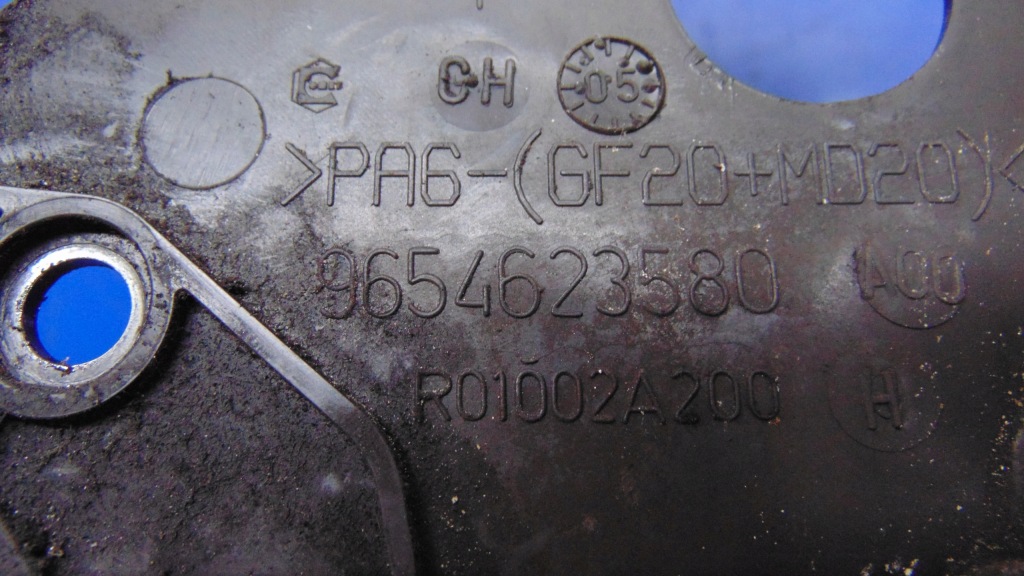 CH 05
>PA6-(GF20+MD20)<
9654623580 A00
R01002A200 H